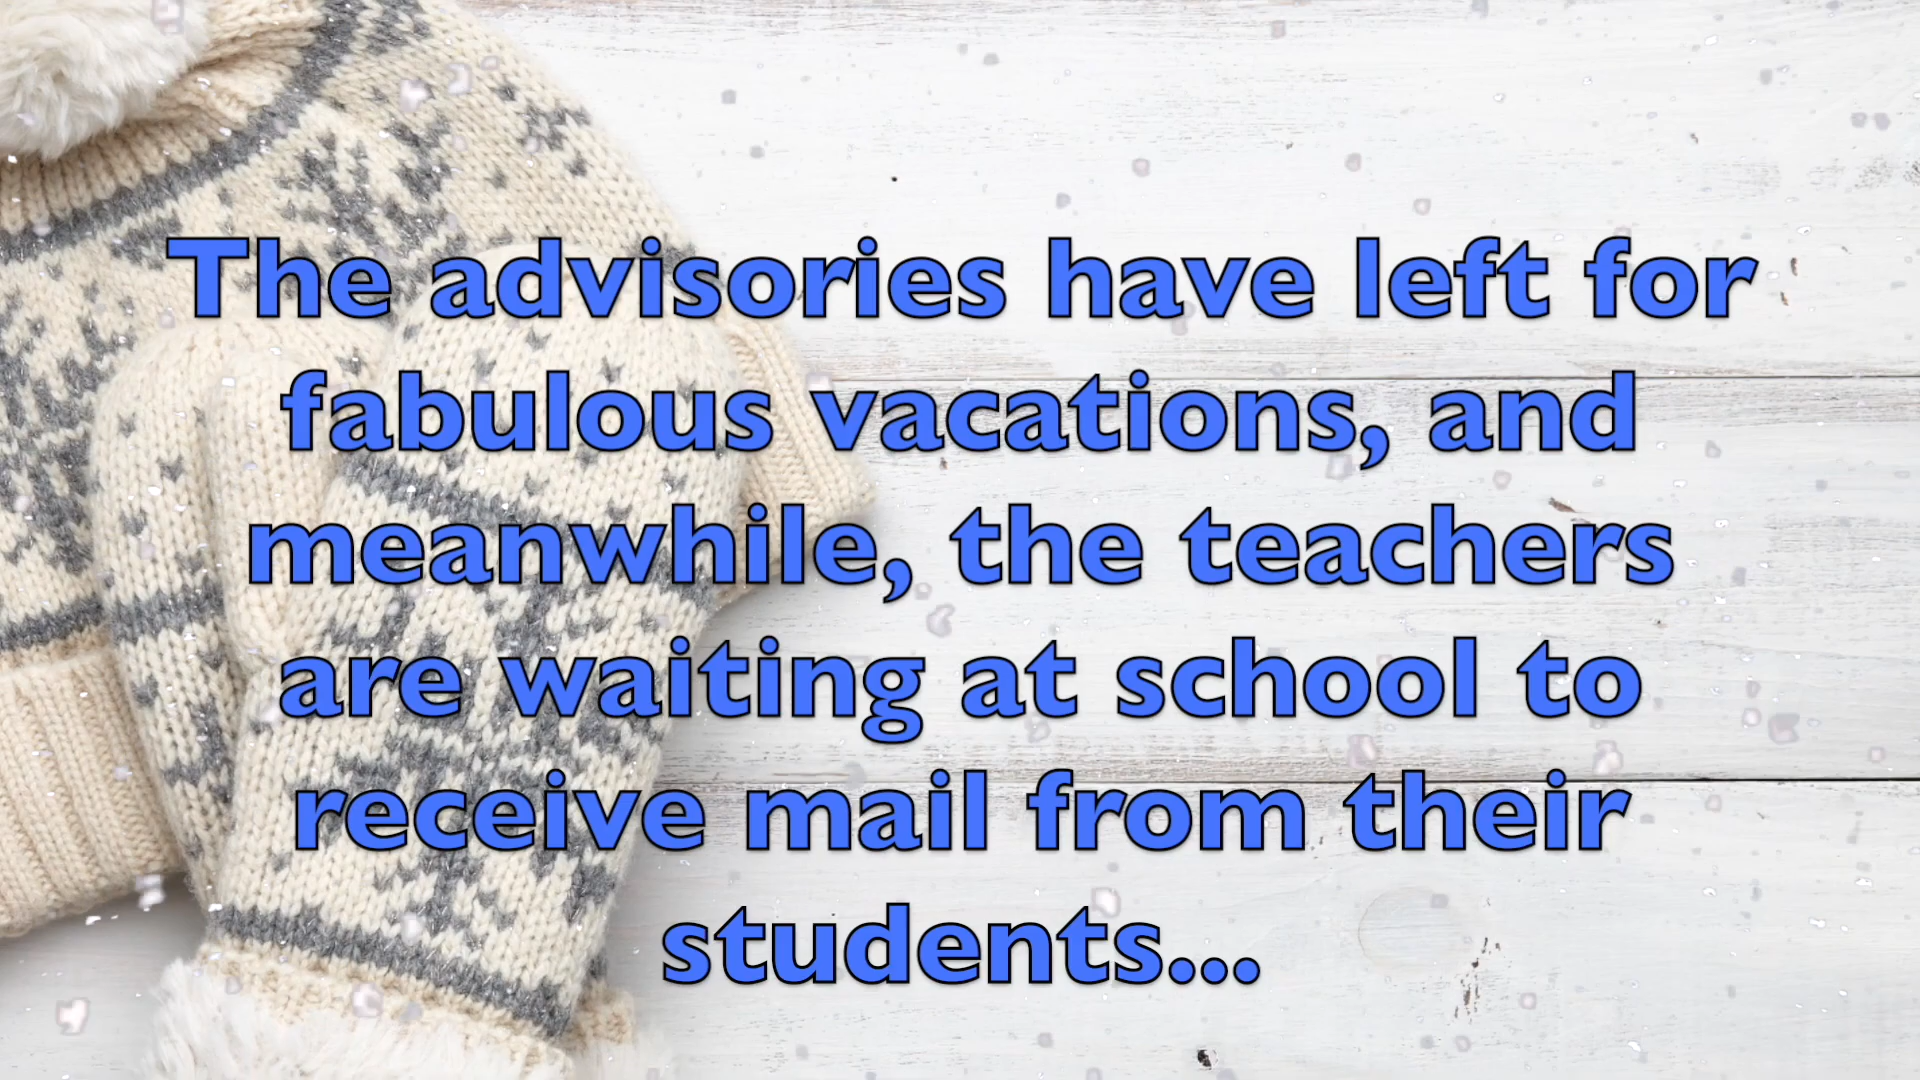 The advisories have left for
fabulous vacations, and
meanwhile, the teachers
are waiting at school to
receive mail from their
students...